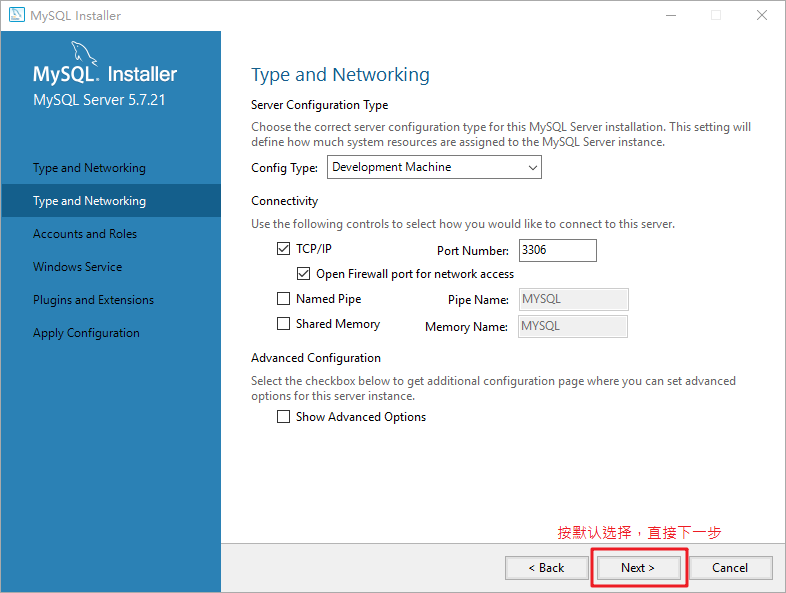 MySQL Installer
MySQL. Installer
MySQL Server 5.7.21
Type and Networking
Type and Networking
Accounts and Roles
Windows Service
Plugins and Extensions
Apply Configuration
Type and Networking
Server Configuration Type
Choose the correct server configuration type for this MySQL Server installation. This setting will
define how much system resources are assigned to the MySQL Server instance.
Config Type: Development Machine
Connectivity
Use the following controls to select how you would like to connect to this server.
TCP/IP Port Number: 3306
Open Firewall port for network access
Named Pipe Pipe Name: MYSQL
Shared Memory Memory Name: MYSQL
Advanced Configuration
Select the checkbox below to get additional configuration page where you can set advanced
options for this server instance.
Show Advanced Options
按默认选择，直接下一步
< Back Next > Cancel